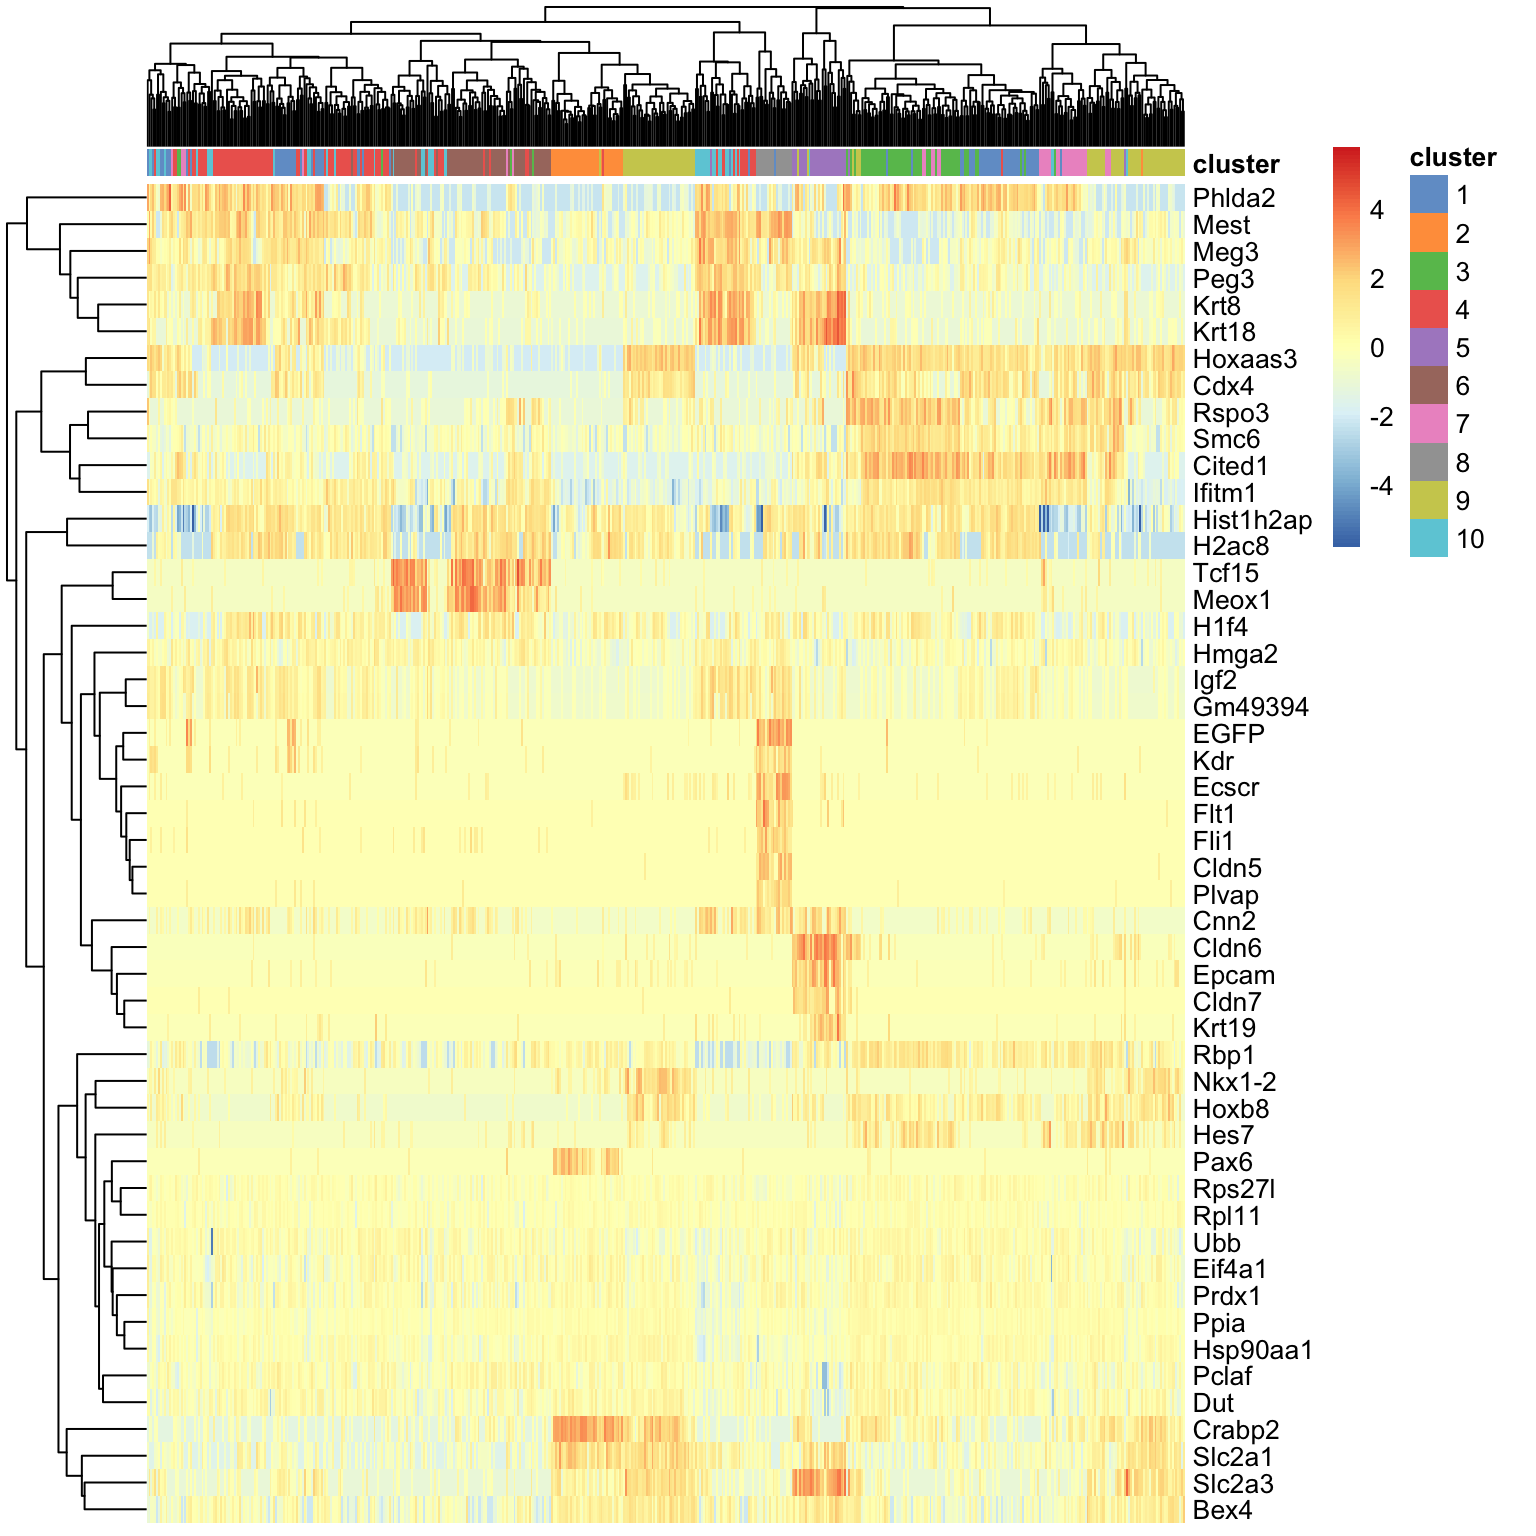 cluster
Phlda2
Mest
Meg3
Peg3
Krt8
Krt18
Hoxaas3
Cdx4
Rspo3
Smc6
Cited1
Ifitm1
Hist1h2ap
H2ac8
Tcf15
Meox1
H1f4
Hmga2
Igf2
Gm49394
EGFP
Kdr
Ecscr
Flt1
Fli1
Cldn5
Plvap
Cnn2
Cldn6
Epcam
Cldn7
Krt19
Rbp1
Nkx1-2
Hoxb8
Hes7
Pax6
Rps27l
Rpl11
Ubb
Eif4a1
Prdx1
Ppia
Hsp90aa1
Pclaf
Dut
Crabp2
Slc2a1
Slc2a3
Bex4
4
2
0
-2
-4
cluster
1
2
3
4
5
6
7
8
9
10